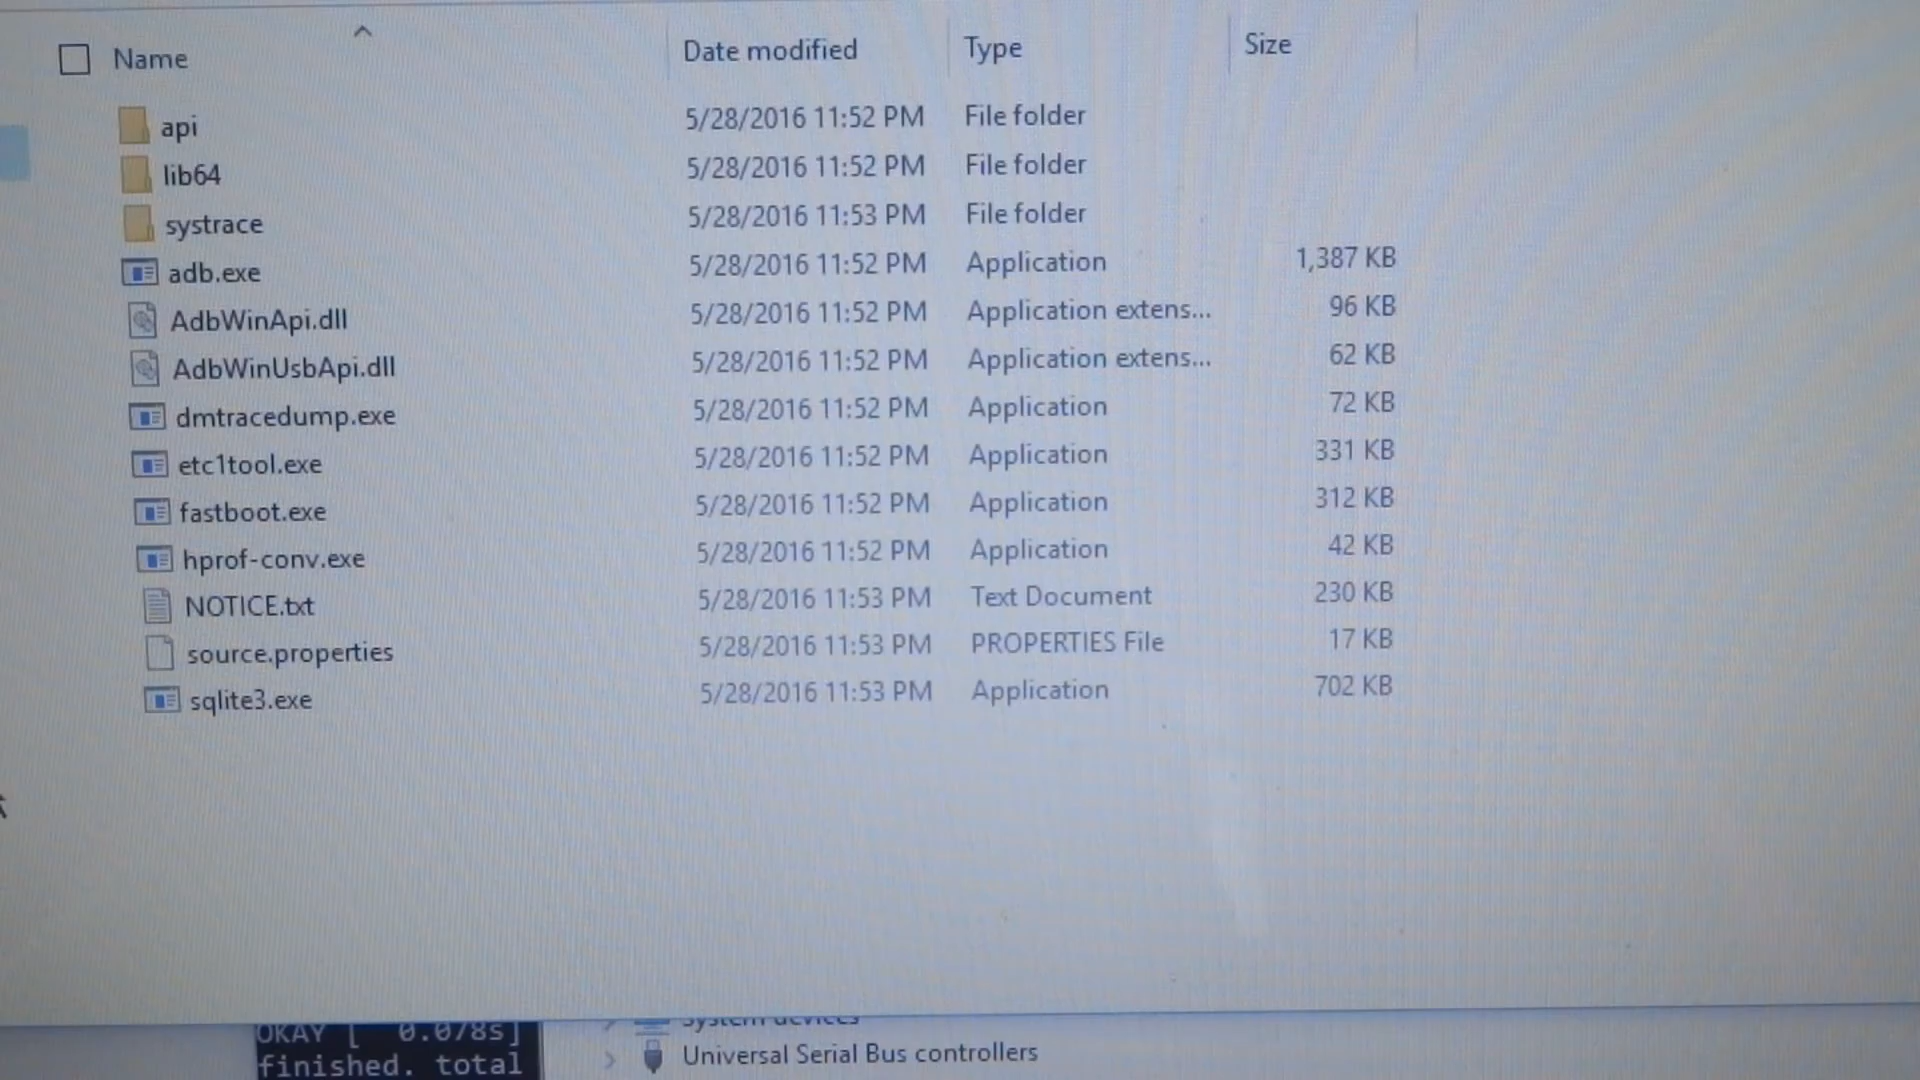 Name Date modified Type Size
api 5/28/2016 11:52 PM File folder
lib64 5/28/2016 11:52 PM File folder
systrace 5/28/2016 11:53 PM File folder
adb.exe 5/28/2016 11:52 PM Application 1,387 KB
AdbWinApi.dll 5/28/2016 11:52 PM Application extens... 96 KB
AdbWinUsbApi.dll 5/28/2016 11:52 PM Application extens... 62 KB
dmtracedump.exe 5/28/2016 11:52 PM Application 72 KB
etc1tool.exe 5/28/2016 11:52 PM Application 331 KB
fastboot.exe 5/28/2016 11:52 PM Application 312 KB
hprof-conv.exe 5/28/2016 11:52 PM Application 42 KB
NOTICE.txt 5/28/2016 11:53 PM Text Document 230 KB
source.properties 5/28/2016 11:53 PM PROPERTIES File 17 KB
sqlite3.exe 5/28/2016 11:53 PM Application 702 KB
OKAY [ 0.078s]
finished. total
System devices
Universal Serial Bus controllers